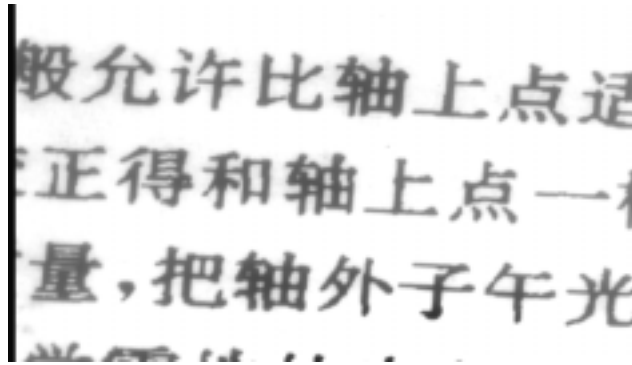 般允许比轴上点适
正得和轴上点一
量，把轴外子午光